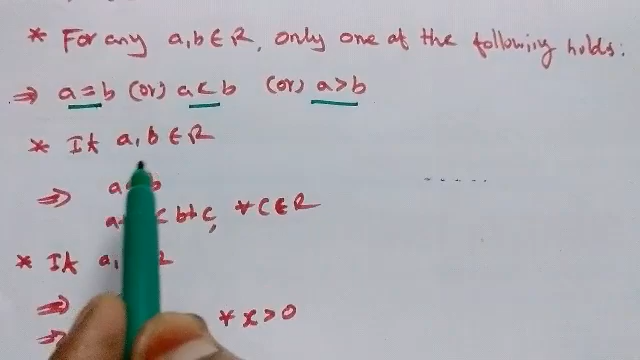 * For any a,b ∈ R, only one of the following holds:
⇒ a = b (or) a < b (or) a > b
* If a,b ∈ R
⇒ a b
a < b+c, ∀ c ∈ R
* If a, R
⇒
⇒ ∀ x > 0